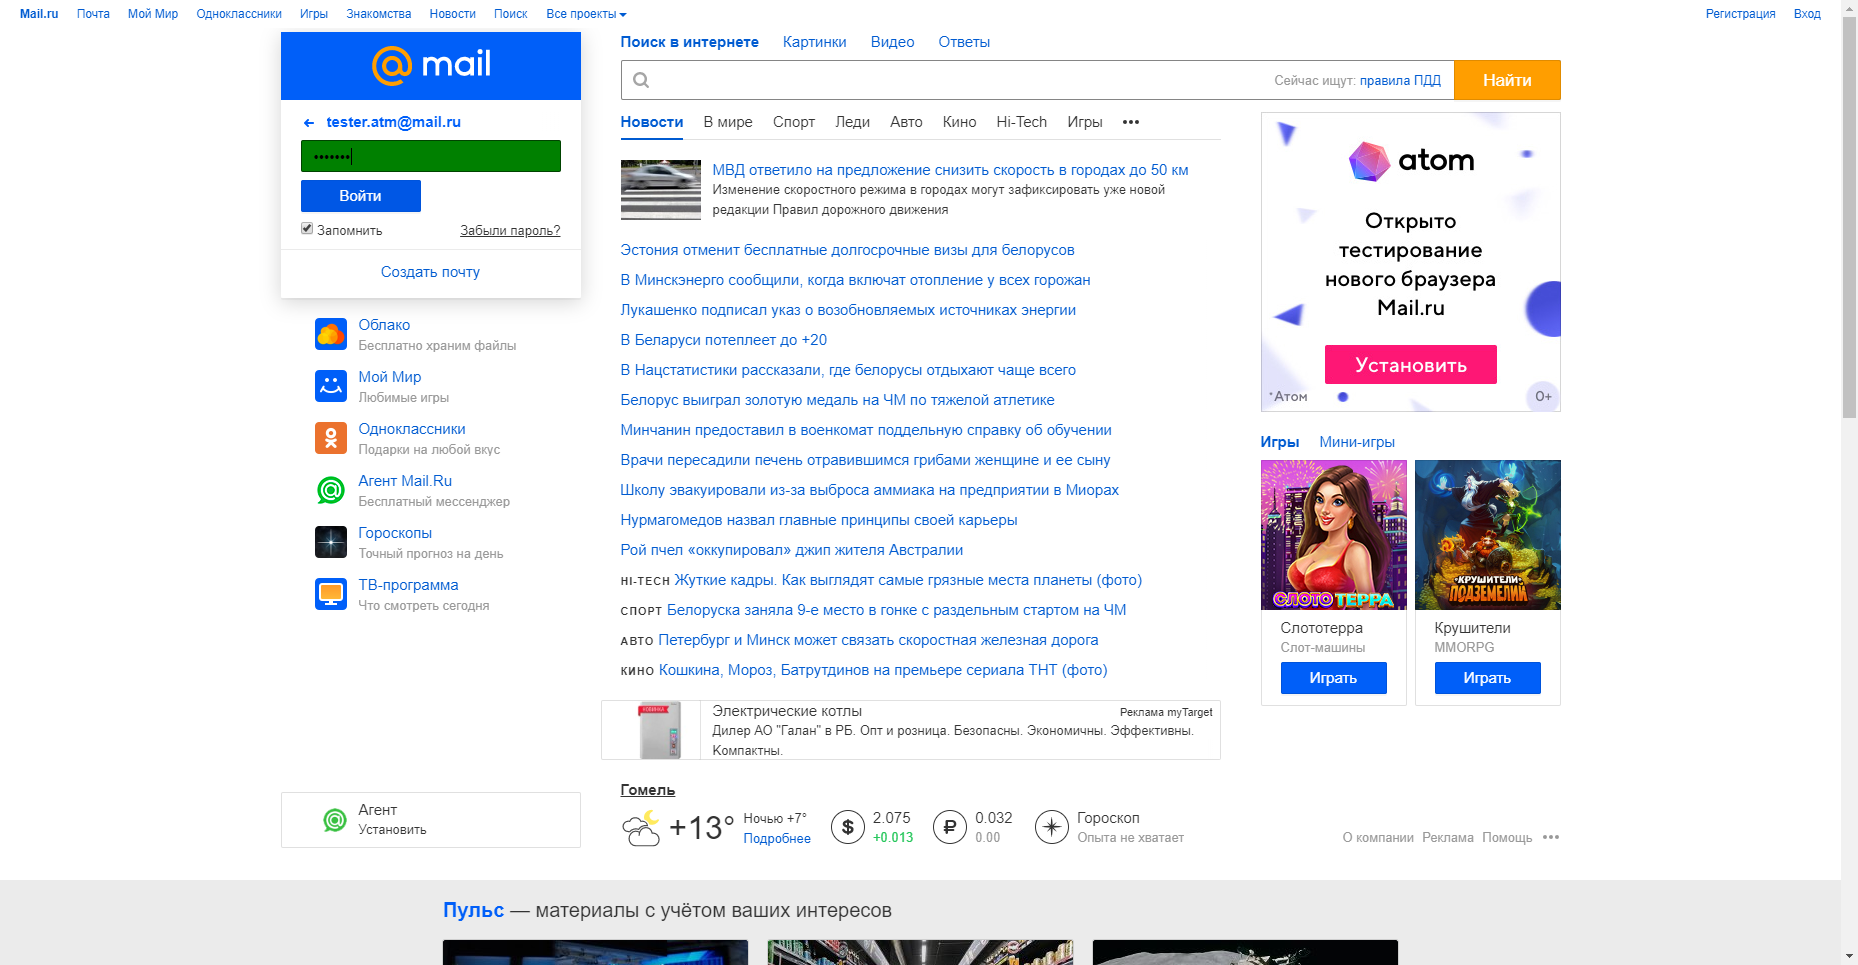 Mail.ru Почта Мой Мир Одноклассники Игры Знакомства Новости Поиск Все проекты
Регистрация Вход
mail
tester.atm@mail.ru
•••••••
Войти
Запомнить Забыли пароль?
Создать почту
Облако
Бесплатно храним файлы
Мой Мир
Любимые игры
Одноклассники
Подарки на любой вкус
Агент Mail.Ru
Бесплатный мессенджер
Гороскопы
Точный прогноз на день
ТВ-программа
Что смотреть сегодня
Агент
Установить
Поиск в интернете Картинки Видео Ответы
Сейчас ищут: правила ПДД Найти
Новости В мире Спорт Леди Авто Кино Hi-Tech Игры •••
МВД ответило на предложение снизить скорость в городах до 50 км
Изменение скоростного режима в городах могут зафиксировать уже новой
редакции Правил дорожного движения
Эстония отменит бесплатные долгосрочные визы для белорусов
В Минскэнерго сообщили, когда включат отопление у всех горожан
Лукашенко подписал указ о возобновляемых источниках энергии
В Беларуси потеплеет до +20
В Нацстатистики рассказали, где белорусы отдыхают чаще всего
Белорус выиграл золотую медаль на ЧМ по тяжелой атлетике
Минчанин предоставил в военкомат поддельную справку об обучении
Врачи пересадили печень отравившимся грибами женщине и ее сыну
Школу эвакуировали из-за выброса аммиака на предприятии в Миорах
Нурмагомедов назвал главные принципы своей карьеры
Рой пчел «оккупировал» джип жителя Австралии
HI-TECH Жуткие кадры. Как выглядят самые грязные места планеты (фото)
СПОРТ Белоруска заняла 9-е место в гонке с раздельным стартом на ЧМ
АВТО Петербург и Минск может связать скоростная железная дорога
КИНО Кошкина, Мороз, Батрутдинов на премьере сериала ТНТ (фото)
НОВИНКА
Электрические котлы Реклама myTarget
Дилер АО "Галан" в РБ. Опт и розница. Безопасны. Экономичны. Эффективны.
Компактны.
Гомель
+13° Ночью +7°
Подробнее
$ 2.075
+0.013
₽ 0.032
0.00
Гороскоп
Опыта не хватает
atom
Открыто
тестирование
нового браузера
Mail.ru
Установить
*Атом 0+
Игры Мини-игры
СЛОТОТЕРРА
Слототерра
Слот-машины
Играть
КРУШИТЕЛИ
ПОДЗЕМЕЛИЙ
Крушители
MMORPG
Играть
О компании Реклама Помощь •••
Пульс — материалы с учётом ваших интересов